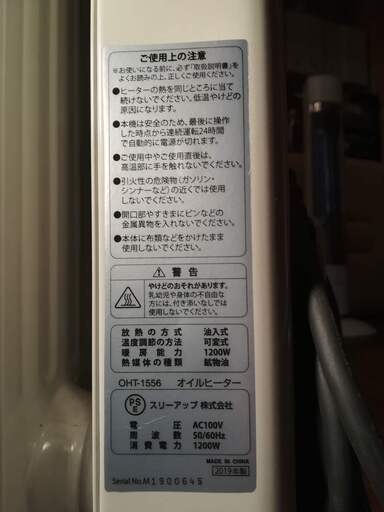 ご使用上の注意
※お使いになる前に、必ず「取扱説明書」を
よくお読みの上、正しくご使用ください。
●ヒーターの熱を同じところに当て
続けないでください。低温やけどの
原因になります。
●本機は安全のため、最後に操作
した時点から連続運転24時間
で自動的に電源が切れます。
●ご使用中やご使用直後は、
高温部に手を触れないでください。
●引火性の危険物(ガソリン・
シンナーなど)の近くでは使用
しないでください。
●開口部やすきまにピンなどの
金属異物を入れないでください。
●本体に布類などをかけたまま
使用しないでください。
⚠警告
やけどのおそれがあります。
乳幼児や身体の不自由な
方には、付き添いなしでは
使用しないでください。
放熱の方式 油入式
温度調節の方法 可変式
暖房能力 1200W
熱媒体の種類 鉱物油
OHT-1556 オイルヒーター
PSE スリーアップ株式会社
電圧 AC100V
周波数 50/60Hz
消費電力 1200W
MADE IN CHINA
2019年製
Serial No.M1900645